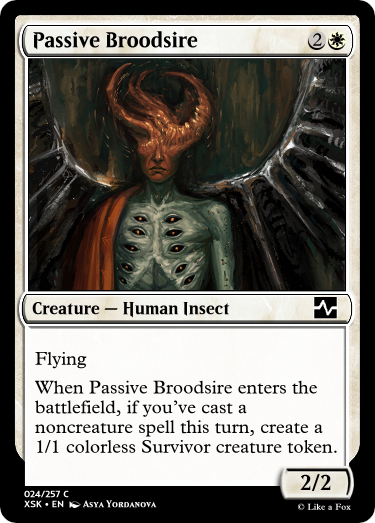 Passive Broodsire 2
Creature — Human Insect
Flying
When Passive Broodsire enters the
battlefield, if you've cast a
noncreature spell this turn, create a
1/1 colorless Survivor creature token.
2/2
024/257 C
XSK • EN Asya Yordanova
© Like a Fox